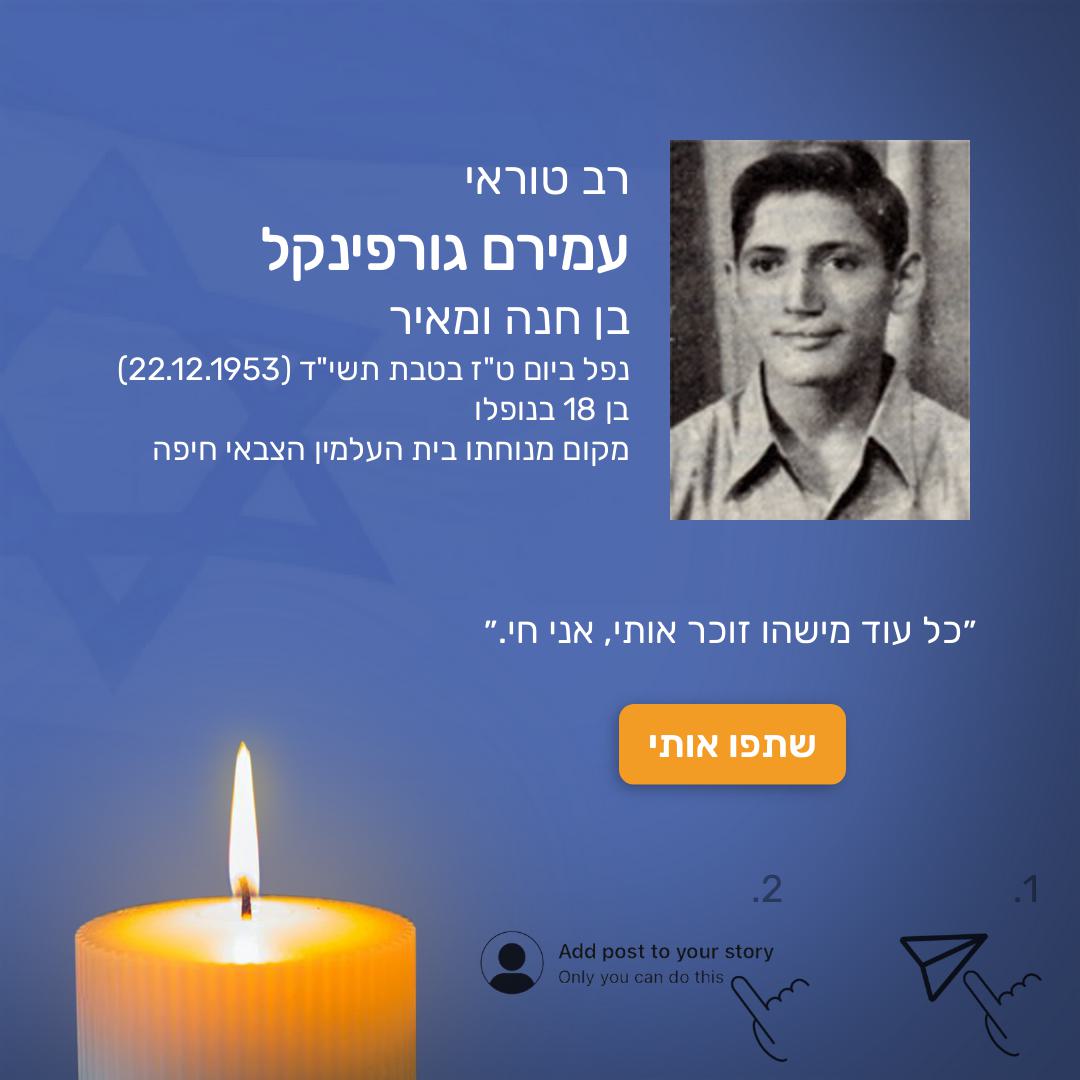 רב טוראי
עמירם גורפינקל
בן חנה ומאיר
נפל ביום ט"ז בטבת תשי"ד (22.12.1953)
בן 18 בנופלו
מקום מנוחתו בית העלמין הצבאי חיפה
״כל עוד מישהו זוכר אותי, אני חי.״
שתפו אותי
1.
2.
Add post to your story
Only you can do this